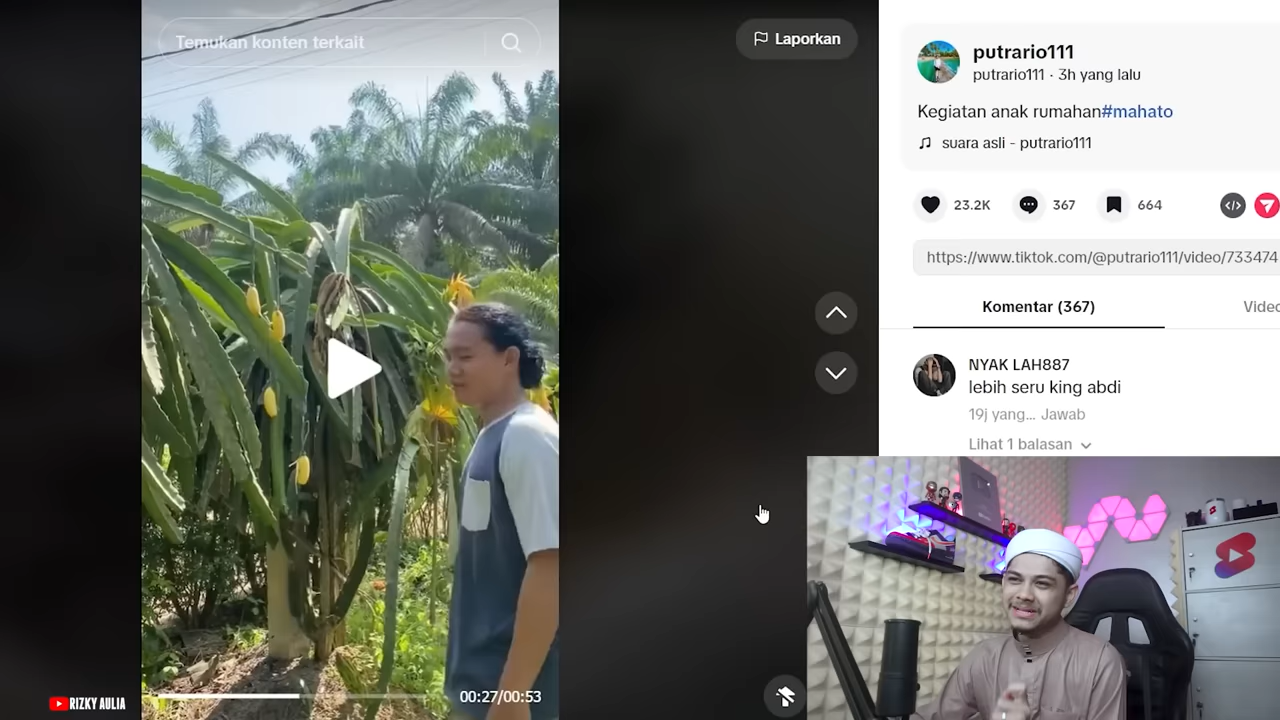 Temukan konten terkait
Laporkan
00:27/00:53
RIZKY AULIA
putrario111
putrario111 · 3h yang lalu
Kegiatan anak rumahan#mahato
suara asli - putrario111
23.2K
367
664
https://www.tiktok.com/@putrario111/video/733474
Komentar (367)
Video
NYAK LAH887
lebih seru king abdi
19j yang... Jawab
Lihat 1 balasan